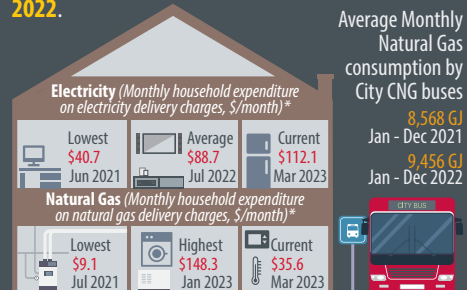 2022.
Electricity (Monthly household expenditure
on electricity delivery charges, $/month)*
Lowest
$40.7
Jun 2021
Average
$88.7
Jul 2022
Current
$112.1
Mar 2023
Natural Gas (Monthly household expenditure
on natural gas delivery charges, $/month)*
Lowest
$9.1
Jul 2021
Highest
$148.3
Jan 2023
Current
$35.6
Mar 2023
Average Monthly
Natural Gas
consumption by
City CNG buses
8,568 GJ
Jan - Dec 2021
9,456 GJ
Jan - Dec 2022
CITY BUS